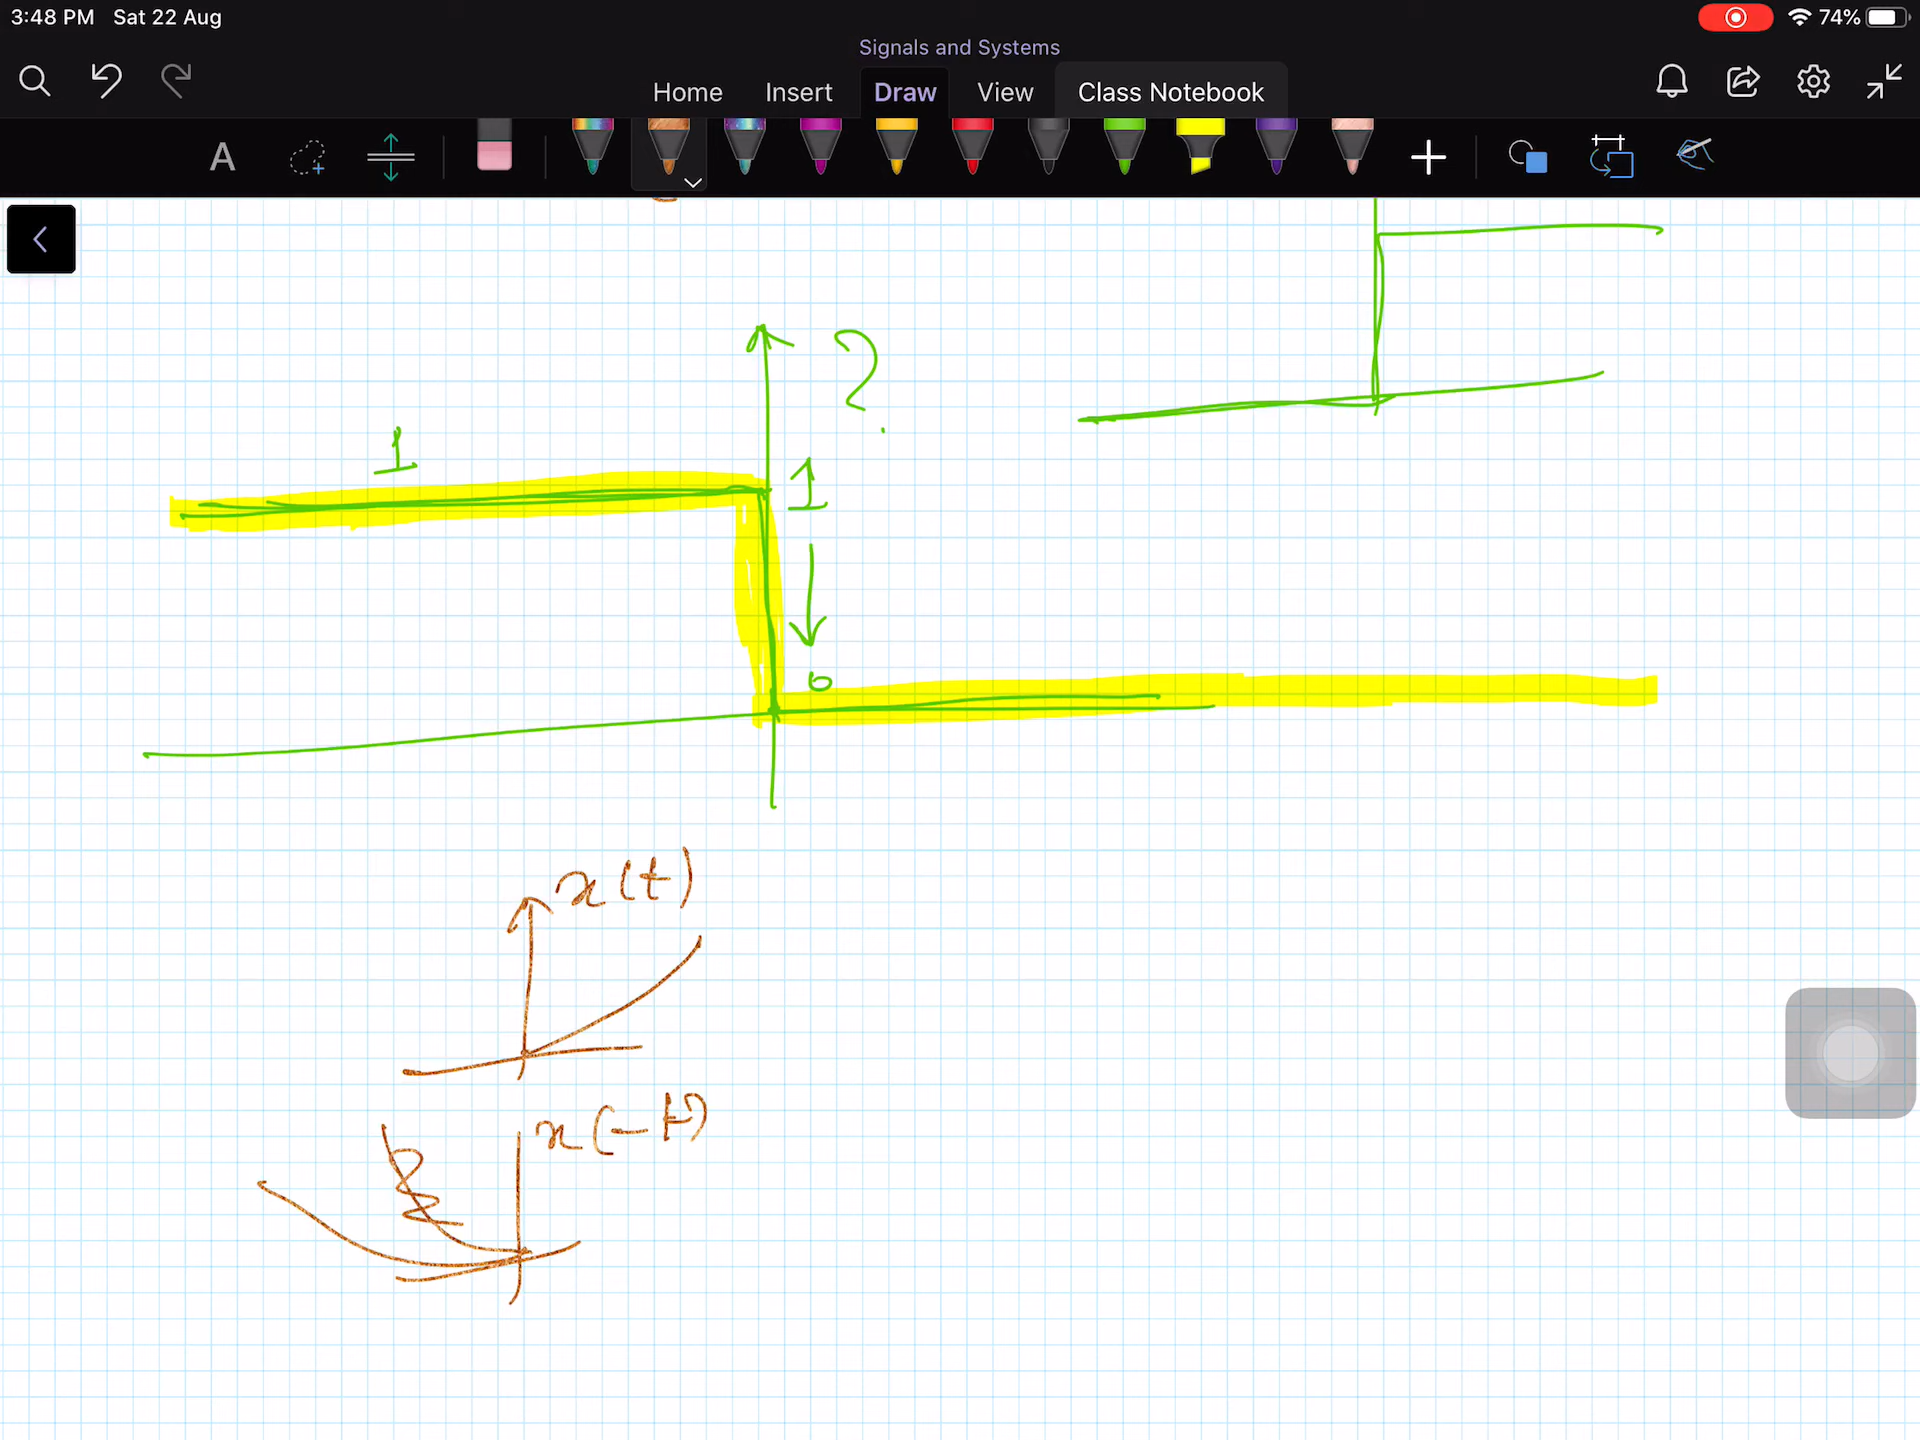 3:48 PM Sat 22 Aug
74%
Signals and Systems
Home Insert Draw View Class Notebook
A
?
1
1
0
x(t)
x(-t)